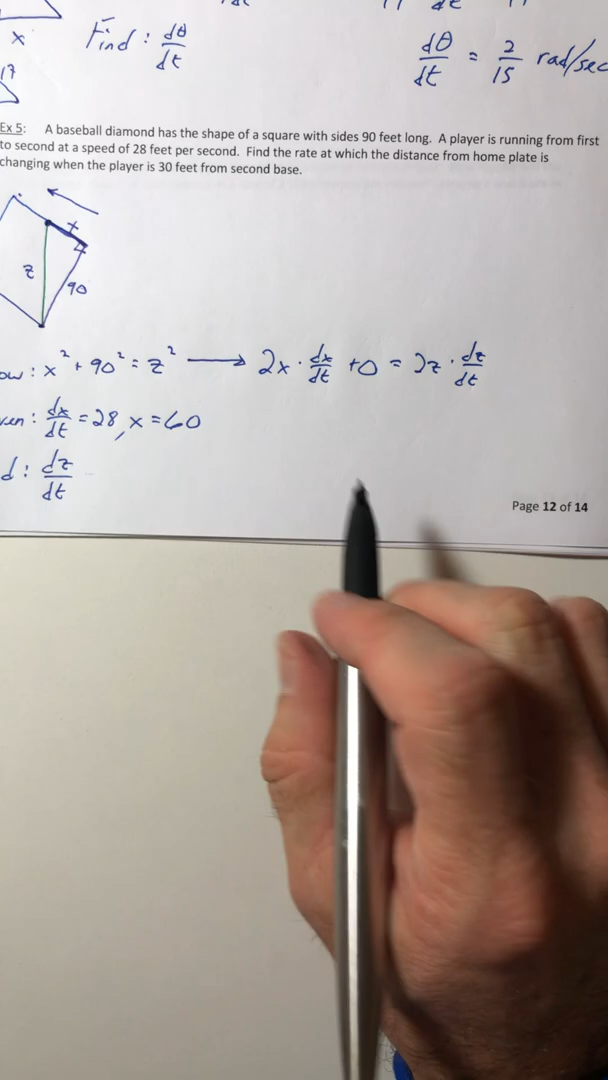 x
17
Find : dθ/dt
dθ/dt = 2/15 rad/sec
Ex 5: A baseball diamond has the shape of a square with sides 90 feet long. A player is running from first
to second at a speed of 28 feet per second. Find the rate at which the distance from home plate is
changing when the player is 30 feet from second base.
x
z
90
ow : x² + 90² = z² ⟶ 2x · dx/dt + 0 = 2z · dz/dt
ven : dx/dt = 28, x = 60
d : dz/dt
Page 12 of 14